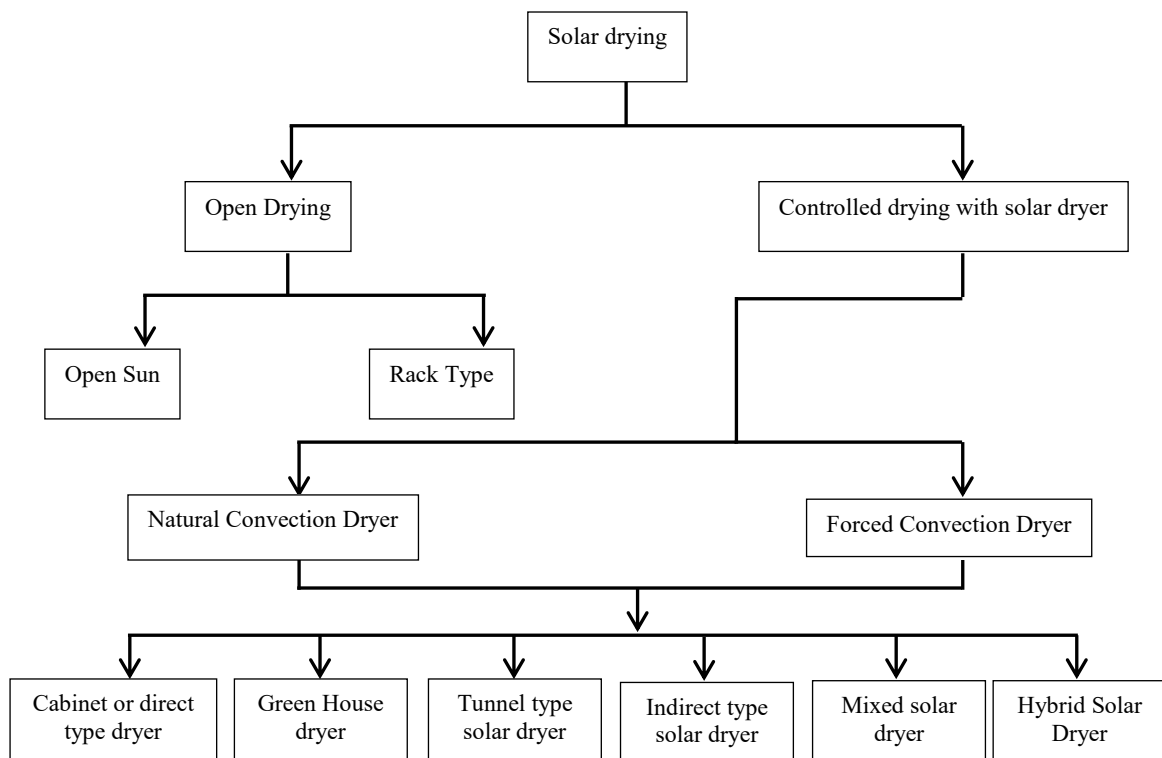 Solar drying
Open Drying
Controlled drying with solar dryer
Open Sun
Rack Type
Natural Convection Dryer
Forced Convection Dryer
Cabinet or direct
type dryer
Green House
dryer
Tunnel type
solar dryer
Indirect type
solar dryer
Mixed solar
dryer
Hybrid Solar
Dryer